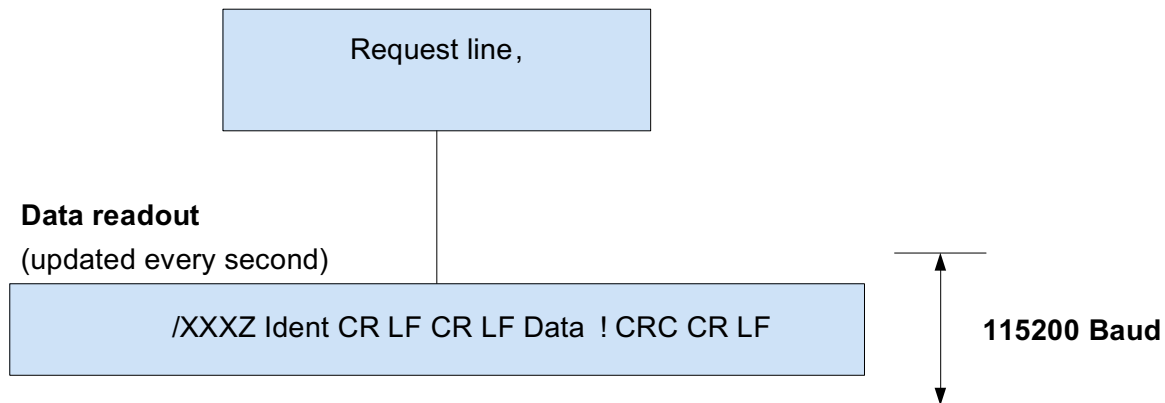 Request line,
Data readout
(updated every second)
/XXXZ Ident CR LF CR LF Data ! CRC CR LF
115200 Baud